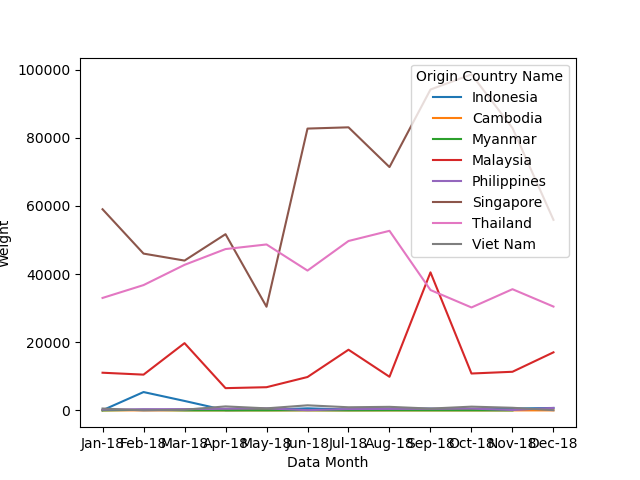 100000
80000
60000
40000
20000
0
Weight
Origin Country Name
Indonesia
Cambodia
Myanmar
Malaysia
Philippines
Singapore
Thailand
Viet Nam
Jan-18 Feb-18 Mar-18 Apr-18 May-18 Jun-18 Jul-18 Aug-18 Sep-18 Oct-18 Nov-18 Dec-18
Data Month